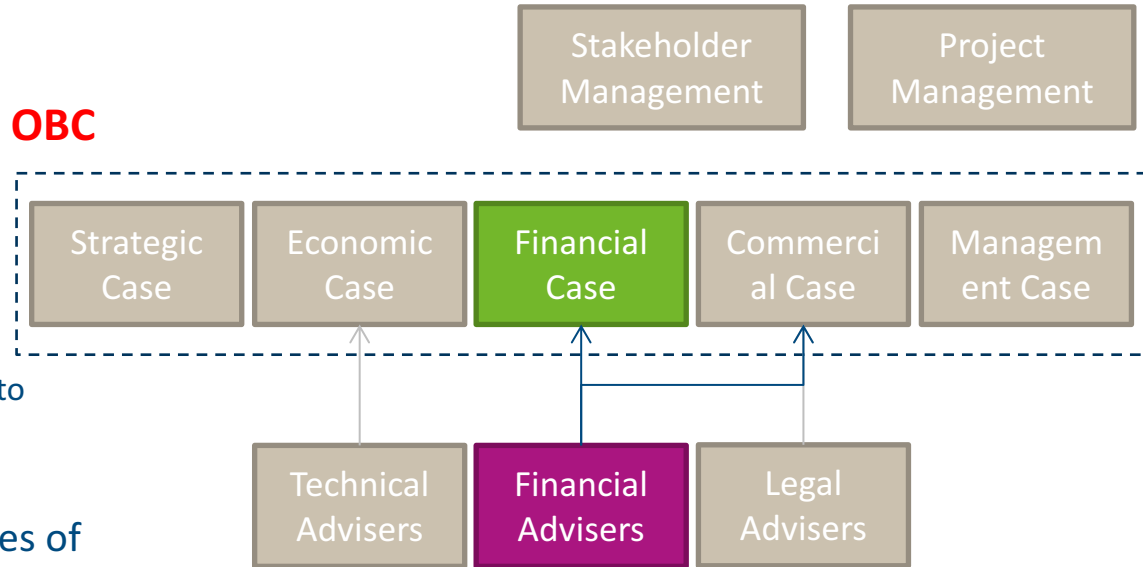 Stakeholder
Management
Project
Management
OBC
Strategic
Case
Economic
Case
Financial
Case
Commerci
al Case
Managem
ent Case
to
Technical
Advisers
Financial
Advisers
Legal
Advisers
es of